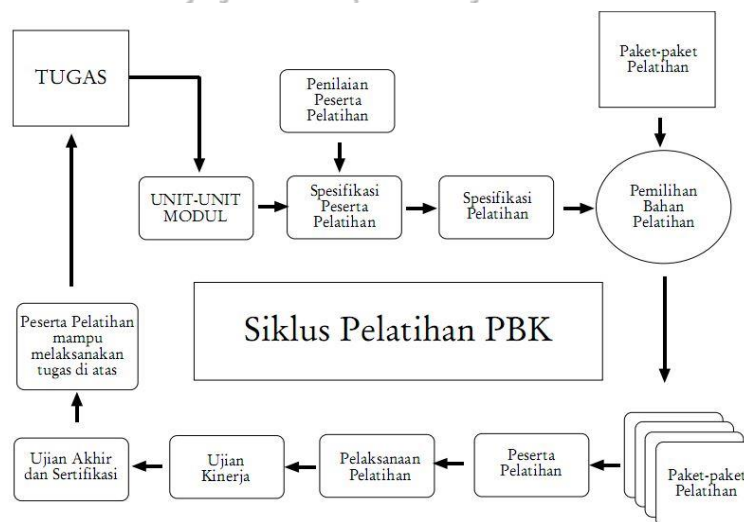 TUGAS
Paket-paket
Pelatihan
Penilaian
Peserta
Pelatihan
UNIT-UNIT
MODUL
Spesifikasi
Peserta
Pelatihan
Spesifikasi
Pelatihan
Pemilihan
Bahan
Pelatihan
Siklus Pelatihan PBK
Peserta Pelatihan
mampu
melaksanakan
tugas di atas
Ujian Akhir
dan Sertifikasi
Ujian
Kinerja
Pelaksanaan
Pelatihan
Peserta
Pelatihan
Paket-paket
Pelatihan